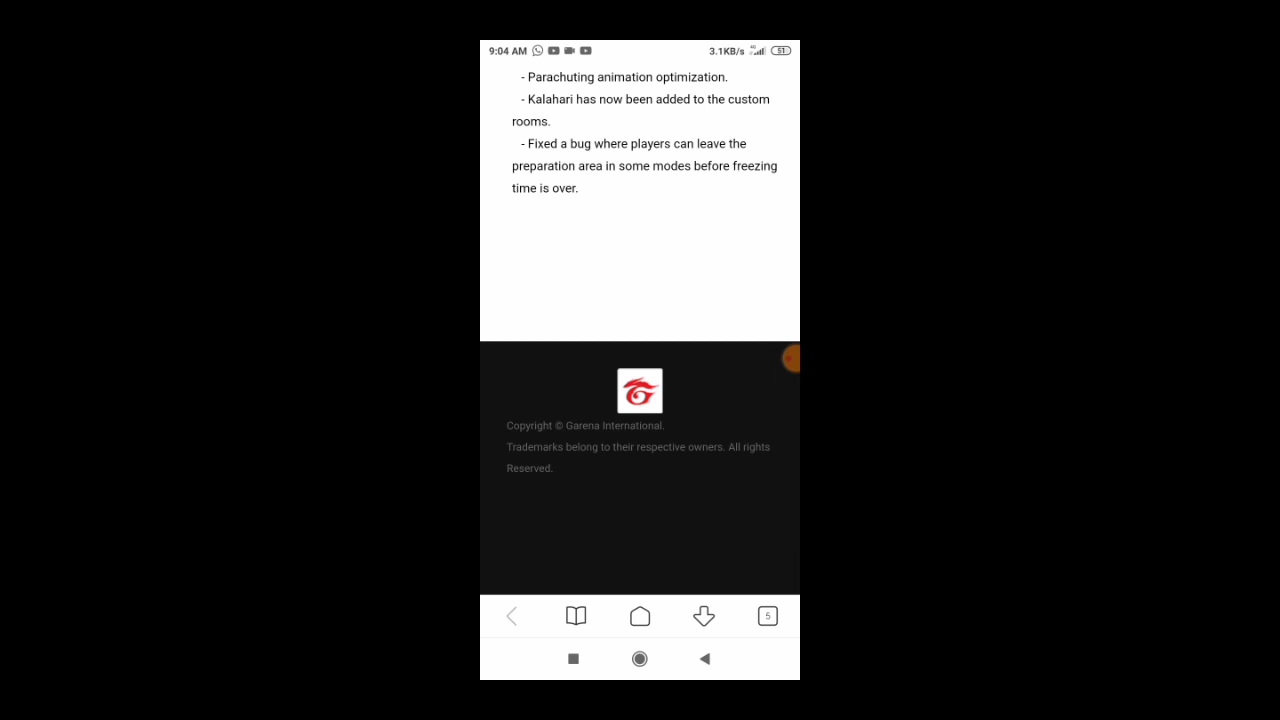 9:04 AM 3.1KB/s 4G 51
- Parachuting animation optimization.
- Kalahari has now been added to the custom
rooms.
- Fixed a bug where players can leave the
preparation area in some modes before freezing
time is over.
Copyright © Garena International.
Trademarks belong to their respective owners. All rights
Reserved.
5